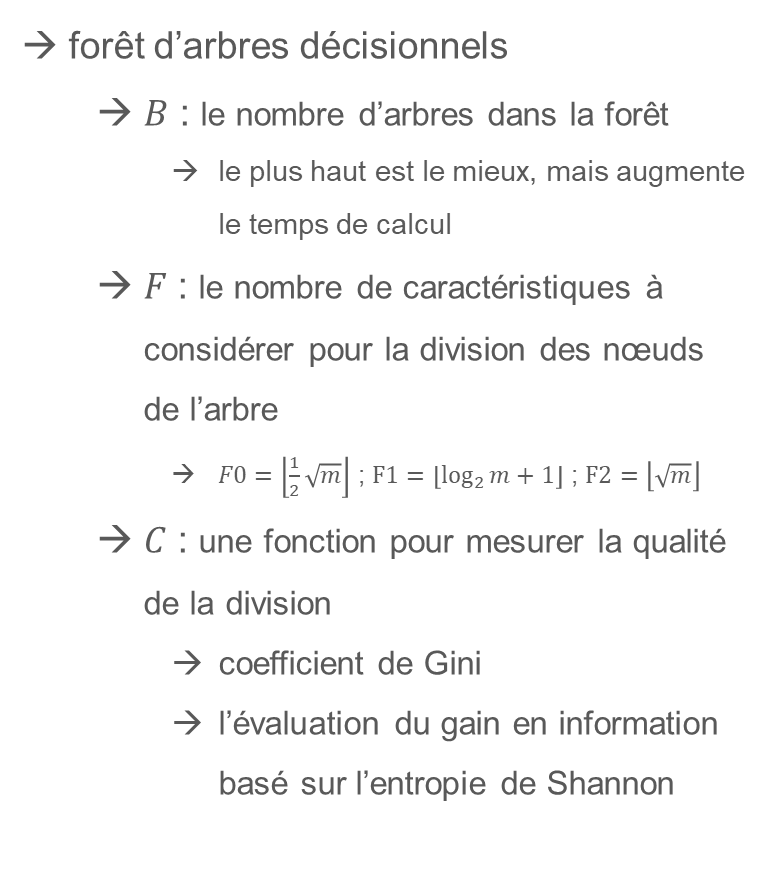 → forêt d’arbres décisionnels
→ B : le nombre d’arbres dans la forêt
→ le plus haut est le mieux, mais augmente
le temps de calcul
→ F : le nombre de caractéristiques à
considérer pour la division des nœuds
de l’arbre
→ F0 = ⌊1/2 √m⌋ ; F1 = ⌊log₂ m + 1⌋ ; F2 = ⌊√m⌋
→ C : une fonction pour mesurer la qualité
de la division
→ coefficient de Gini
→ l’évaluation du gain en information
basé sur l’entropie de Shannon